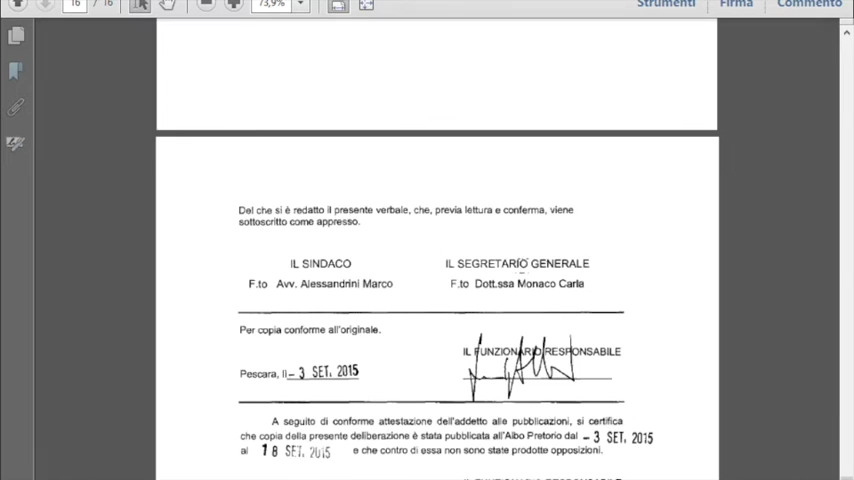 16 / 16
73,9%
Strumenti
Firma
Commento
Del che si è redatto il presente verbale, che, previa lettura e conferma, viene
sottoscritto come appresso.
IL SINDACO
IL SEGRETARIO GENERALE
F.to Avv. Alessandrini Marco
F.to Dott.ssa Monaco Carla
Per copia conforme all'originale.
IL FUNZIONARIO RESPONSABILE
Pescara, lì - 3 SET. 2015
A seguito di conforme attestazione dell'addetto alle pubblicazioni, si certifica
che copia della presente deliberazione è stata pubblicata all'Albo Pretorio dal - 3 SET. 2015
al 18 SET. 2015 e che contro di essa non sono state prodotte opposizioni.